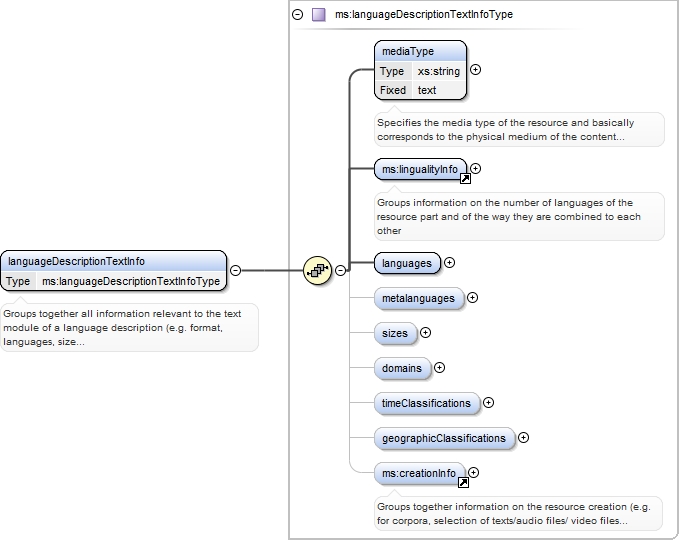 ms:languageDescriptionTextInfoType
mediaType
Type xs:string
Fixed text
Specifies the media type of the resource and basically
corresponds to the physical medium of the content...
ms:lingualityInfo
Groups information on the number of languages of the
resource part and of the way they are combined to each
other
languageDescriptionTextInfo
Type ms:languageDescriptionTextInfoType
Groups together all information relevant to the text
module of a language description (e.g. format,
languages, size...
languages
metalanguages
sizes
domains
timeClassifications
geographicClassifications
ms:creationInfo
Groups together information on the resource creation (e.g.
for corpora, selection of texts/audio files/ video files...